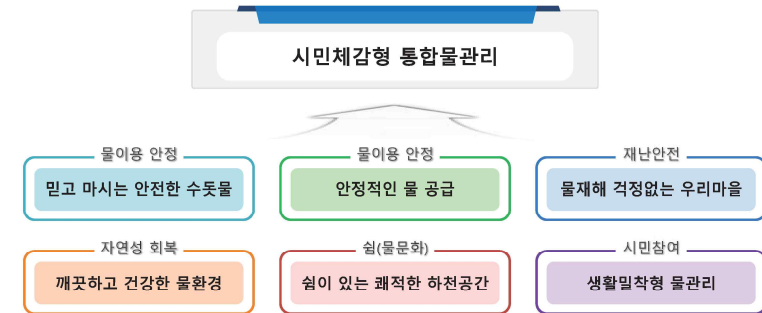 시민체감형 통합물관리
물이용 안정
믿고 마시는 안전한 수돗물
물이용 안정
안정적인 물 공급
재난안전
물재해 걱정없는 우리마을
자연성 회복
깨끗하고 건강한 물환경
쉼(물문화)
쉼이 있는 쾌적한 하천공간
시민참여
생활밀착형 물관리